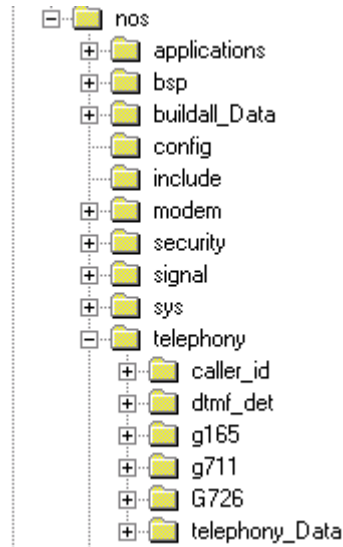 nos
applications
bsp
buildall_Data
config
include
modem
security
signal
sys
telephony
caller_id
dtmf_det
g165
g711
G726
telephony_Data